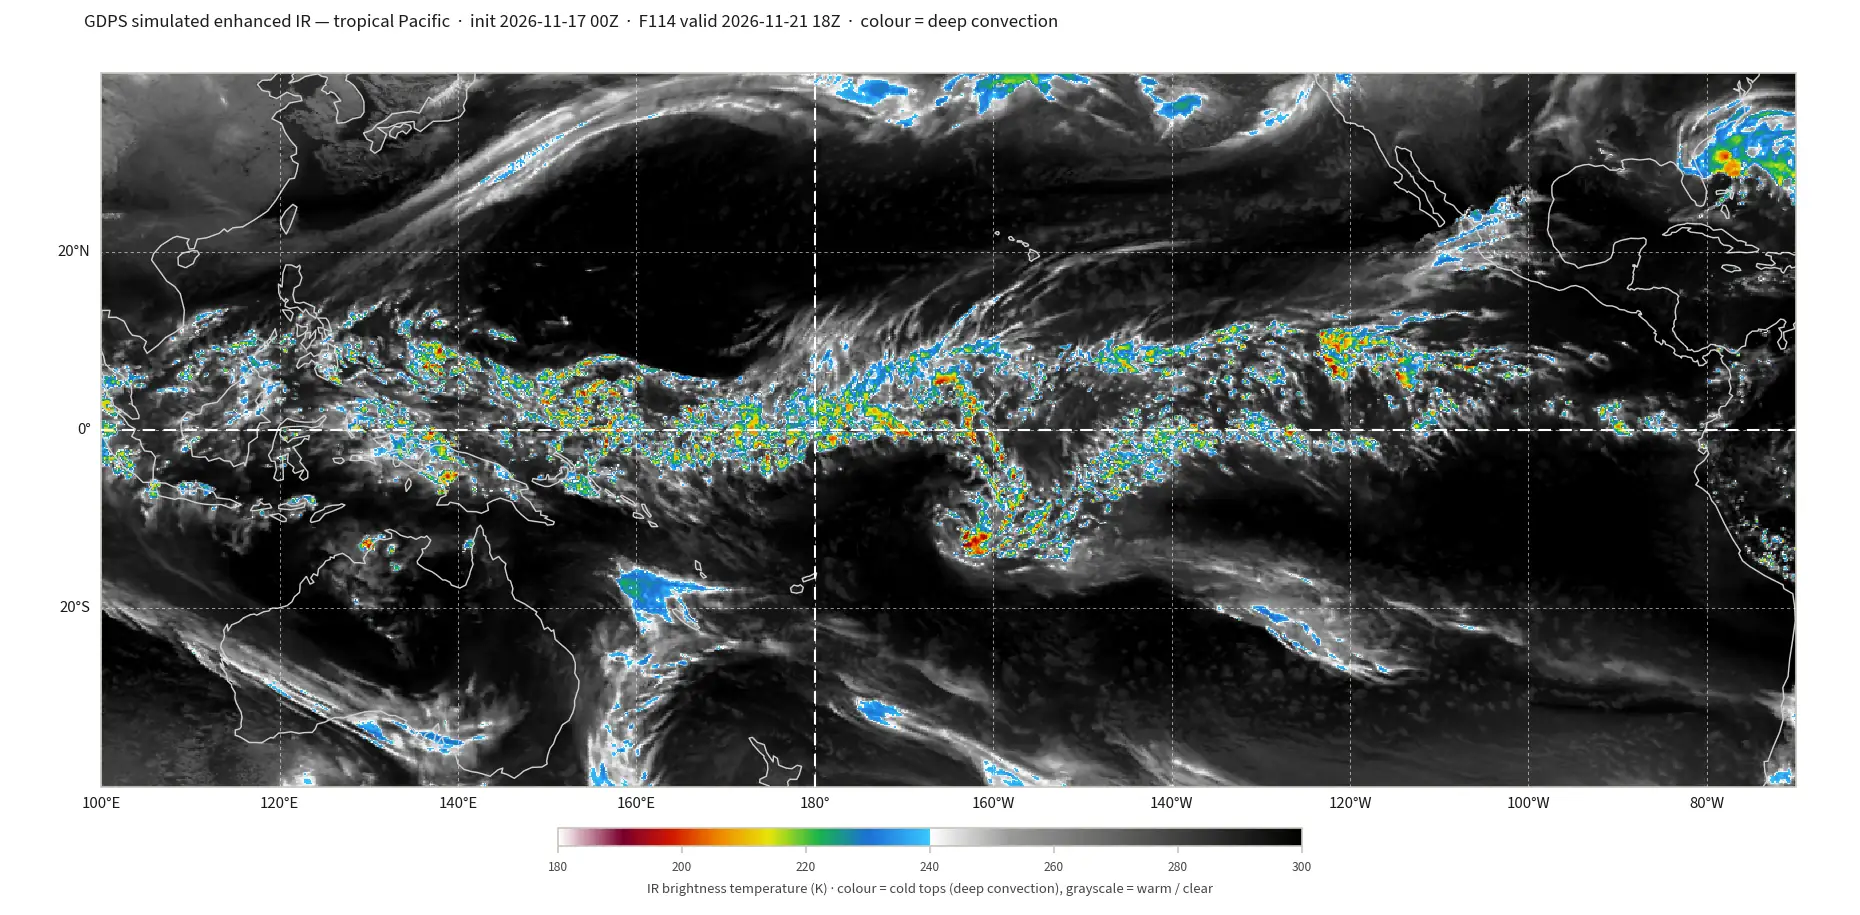 GDPS simulated enhanced IR — tropical Pacific · init 2026-11-17 00Z · F114 valid 2026-11-21 18Z · colour = deep convection
20°N
0°
20°S
100°E 120°E 140°E 160°E 180° 160°W 140°W 120°W 100°W 80°W
180 200 220 240 260 280 300
IR brightness temperature (K) · colour = cold tops (deep convection), grayscale = warm / clear